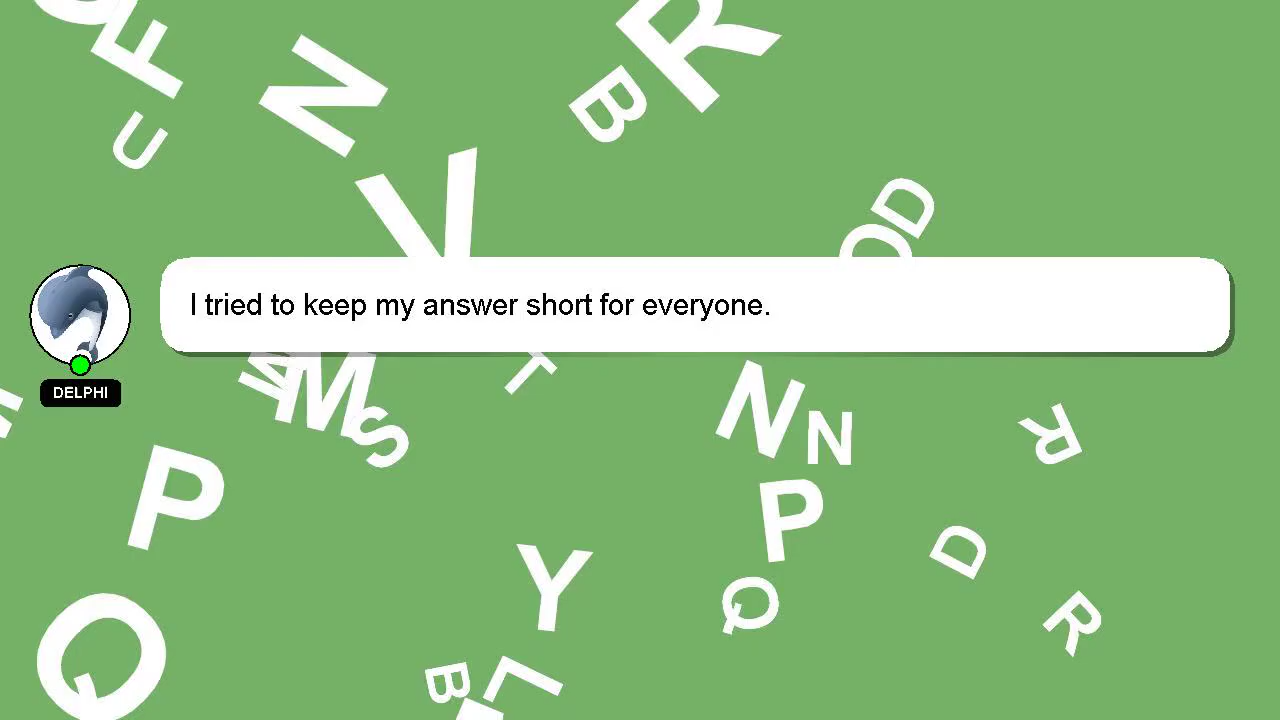 I tried to keep my answer short for everyone.
DELPHI
F
U
N
V
B
R
D
O
M
M
S
T
N
N
R
P
P
Y
Q
D
R
Q
B
L